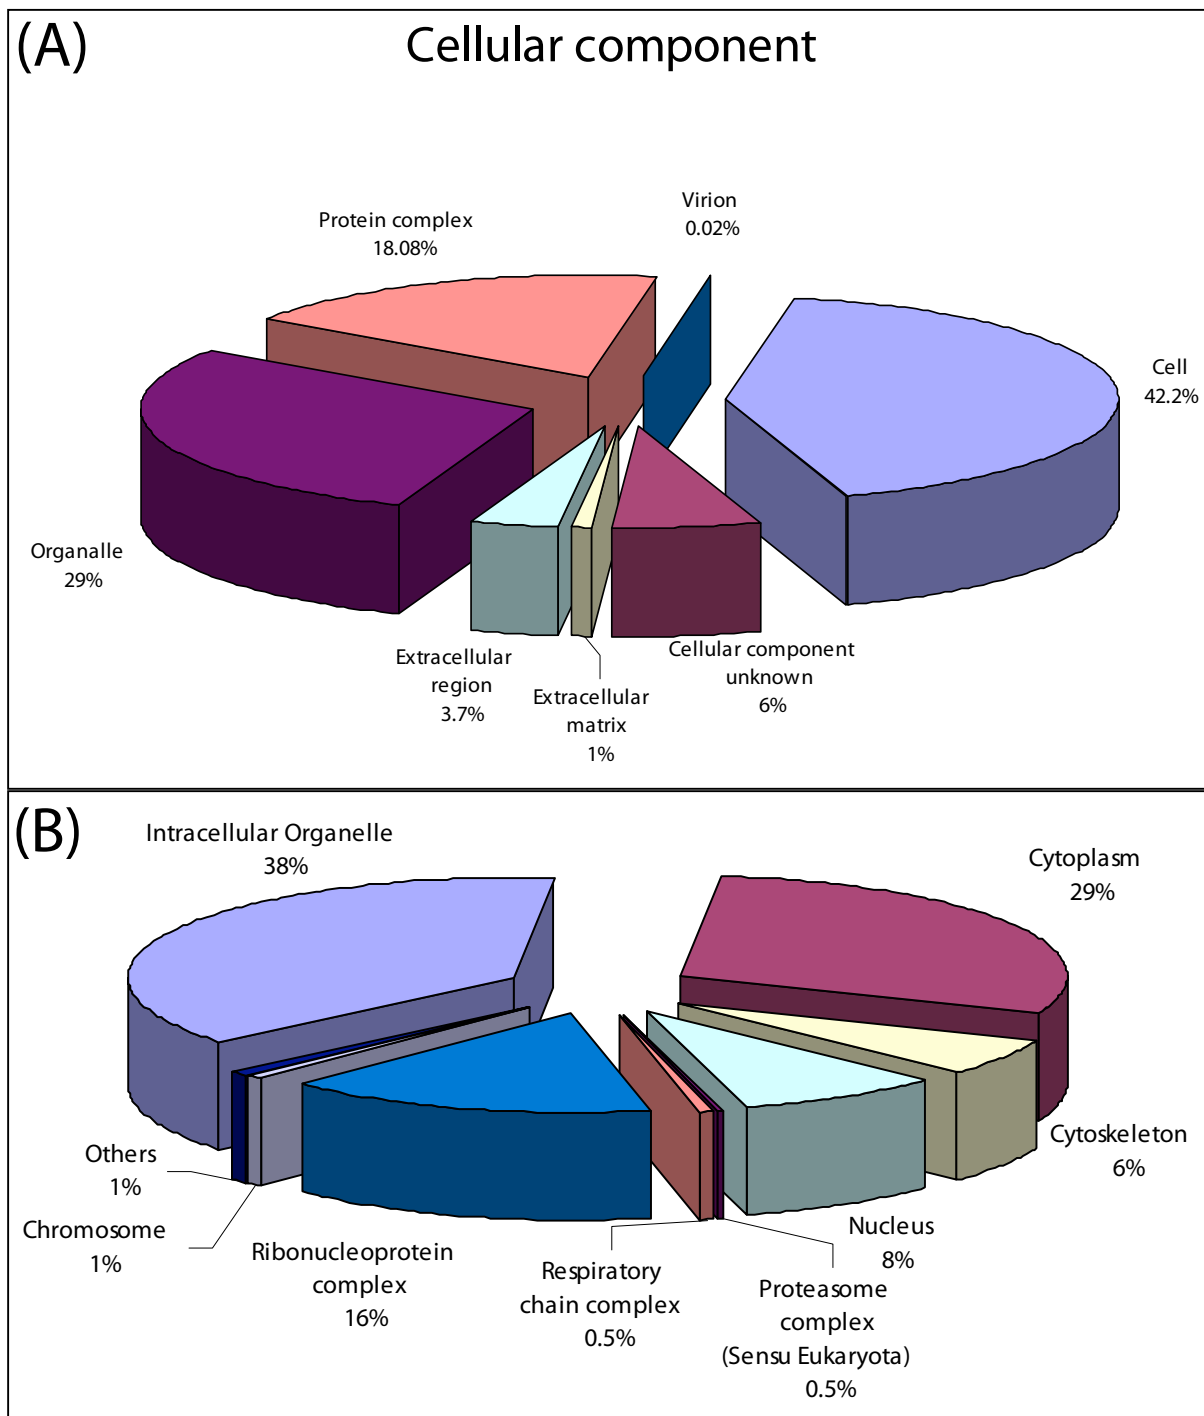 (A)
Cellular component
Virion
0.02%
Protein complex
18.08%
Cell
42.2%
Organalle
29%
Extracellular
region
3.7%
Extracellular
matrix
1%
Cellular component
unknown
6%
(B)
Intracellular Organelle
38%
Cytoplasm
29%
Cytoskeleton
6%
Others
1%
Chromosome
1%
Ribonucleoprotein
complex
16%
Respiratory
chain complex
0.5%
Nucleus
8%
Proteasome
complex
(Sensu Eukaryota)
0.5%